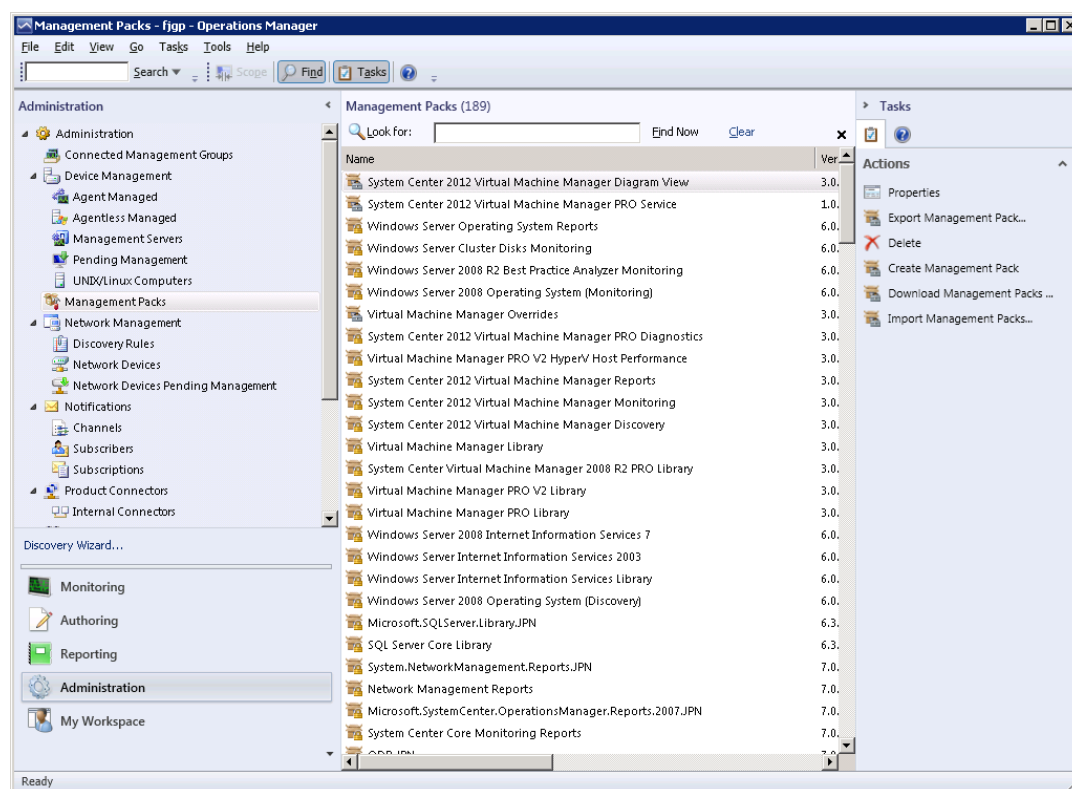 Management Packs - fjgp - Operations Manager
File Edit View Go Tasks Tools Help
Search Scope Find Tasks
Administration
Administration
Connected Management Groups
Device Management
Agent Managed
Agentless Managed
Management Servers
Pending Management
UNIX/Linux Computers
Management Packs
Network Management
Discovery Rules
Network Devices
Network Devices Pending Management
Notifications
Channels
Subscribers
Subscriptions
Product Connectors
Internal Connectors
Discovery Wizard...
Monitoring
Authoring
Reporting
Administration
My Workspace
Management Packs (189)
Look for: Find Now Clear
Name Ver
System Center 2012 Virtual Machine Manager Diagram View 3.0.
System Center 2012 Virtual Machine Manager PRO Service 1.0.
Windows Server Operating System Reports 6.0.
Windows Server Cluster Disks Monitoring 6.0.
Windows Server 2008 R2 Best Practice Analyzer Monitoring 6.0.
Windows Server 2008 Operating System (Monitoring) 6.0.
Virtual Machine Manager Overrides 3.0.
System Center 2012 Virtual Machine Manager PRO Diagnostics 3.0.
Virtual Machine Manager PRO V2 HyperV Host Performance 3.0.
System Center 2012 Virtual Machine Manager Reports 3.0.
System Center 2012 Virtual Machine Manager Monitoring 3.0.
System Center 2012 Virtual Machine Manager Discovery 3.0.
Virtual Machine Manager Library 3.0.
System Center Virtual Machine Manager 2008 R2 PRO Library 3.0.
Virtual Machine Manager PRO V2 Library 3.0.
Virtual Machine Manager PRO Library 3.0.
Windows Server 2008 Internet Information Services 7 6.0.
Windows Server Internet Information Services 2003 6.0.
Windows Server Internet Information Services Library 6.0.
Windows Server 2008 Operating System (Discovery) 6.0.
Microsoft.SQLServer.Library.JPN 6.3.
SQL Server Core Library 6.3.
System.NetworkManagement.Reports.JPN 7.0.
Network Management Reports 7.0.
Microsoft.SystemCenter.OperationsManager.Reports.2007.JPN 7.0.
System Center Core Monitoring Reports 7.0.
Tasks
Actions
Properties
Export Management Pack...
Delete
Create Management Pack
Download Management Packs ...
Import Management Packs...
Ready